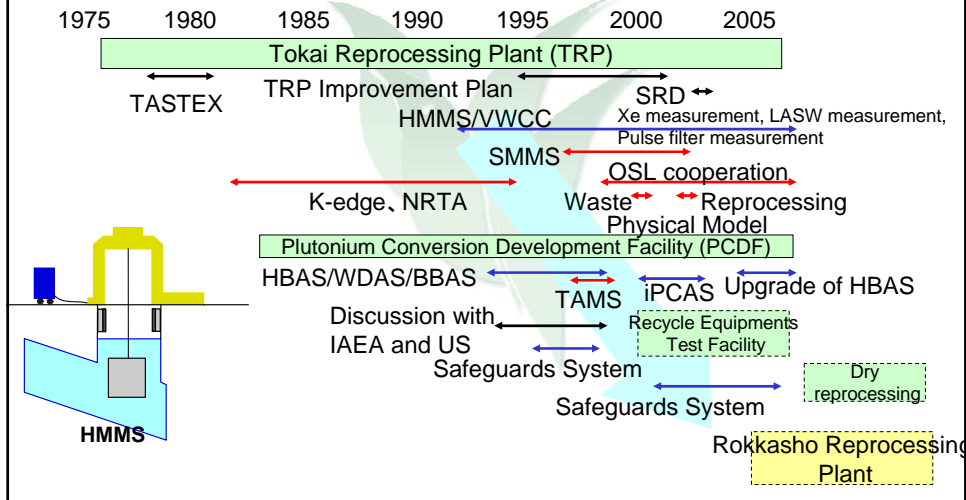 1975 1980 1985 1990 1995 2000 2005
Tokai Reprocessing Plant (TRP)
TASTEX
TRP Improvement Plan
SRD
HMMS/VWCC
Xe measurement, LASW measurement,
Pulse filter measurement
SMMS
OSL cooperation
K-edge、NRTA
Waste
Reprocessing
Physical Model
Plutonium Conversion Development Facility (PCDF)
HBAS/WDAS/BBAS
TAMS
iPCAS
Upgrade of HBAS
Discussion with
IAEA and US
Recycle Equipments
Test Facility
Safeguards System
Dry
reprocessing
Safeguards System
HMMS
Rokkasho Reprocessing
Plant